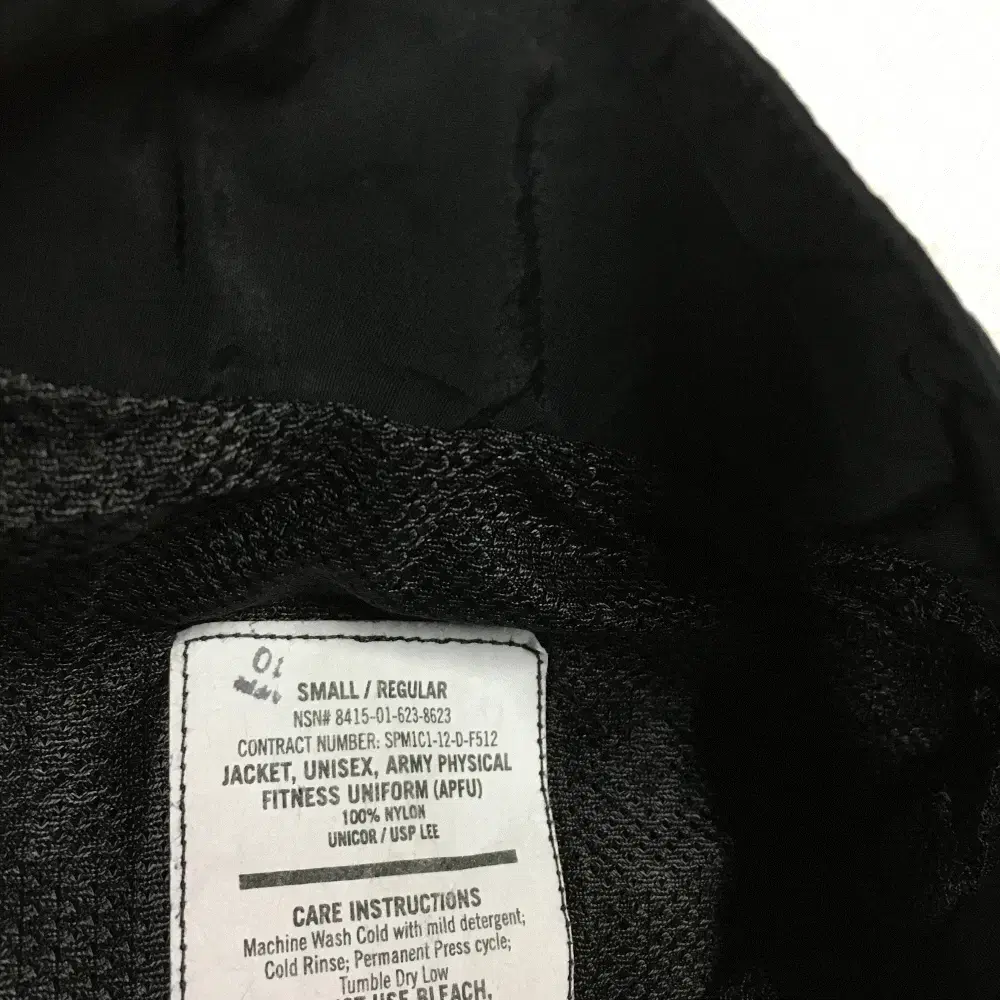 01
SMALL / REGULAR
NSN# 8415-01-623-8623
CONTRACT NUMBER: SPM1C1-12-D-F512
JACKET, UNISEX, ARMY PHYSICAL
FITNESS UNIFORM (APFU)
100% NYLON
UNICOR / USP LEE
CARE INSTRUCTIONS
Machine Wash Cold with mild detergent;
Cold Rinse; Permanent Press cycle;
Tumble Dry Low
USE BLEACH,